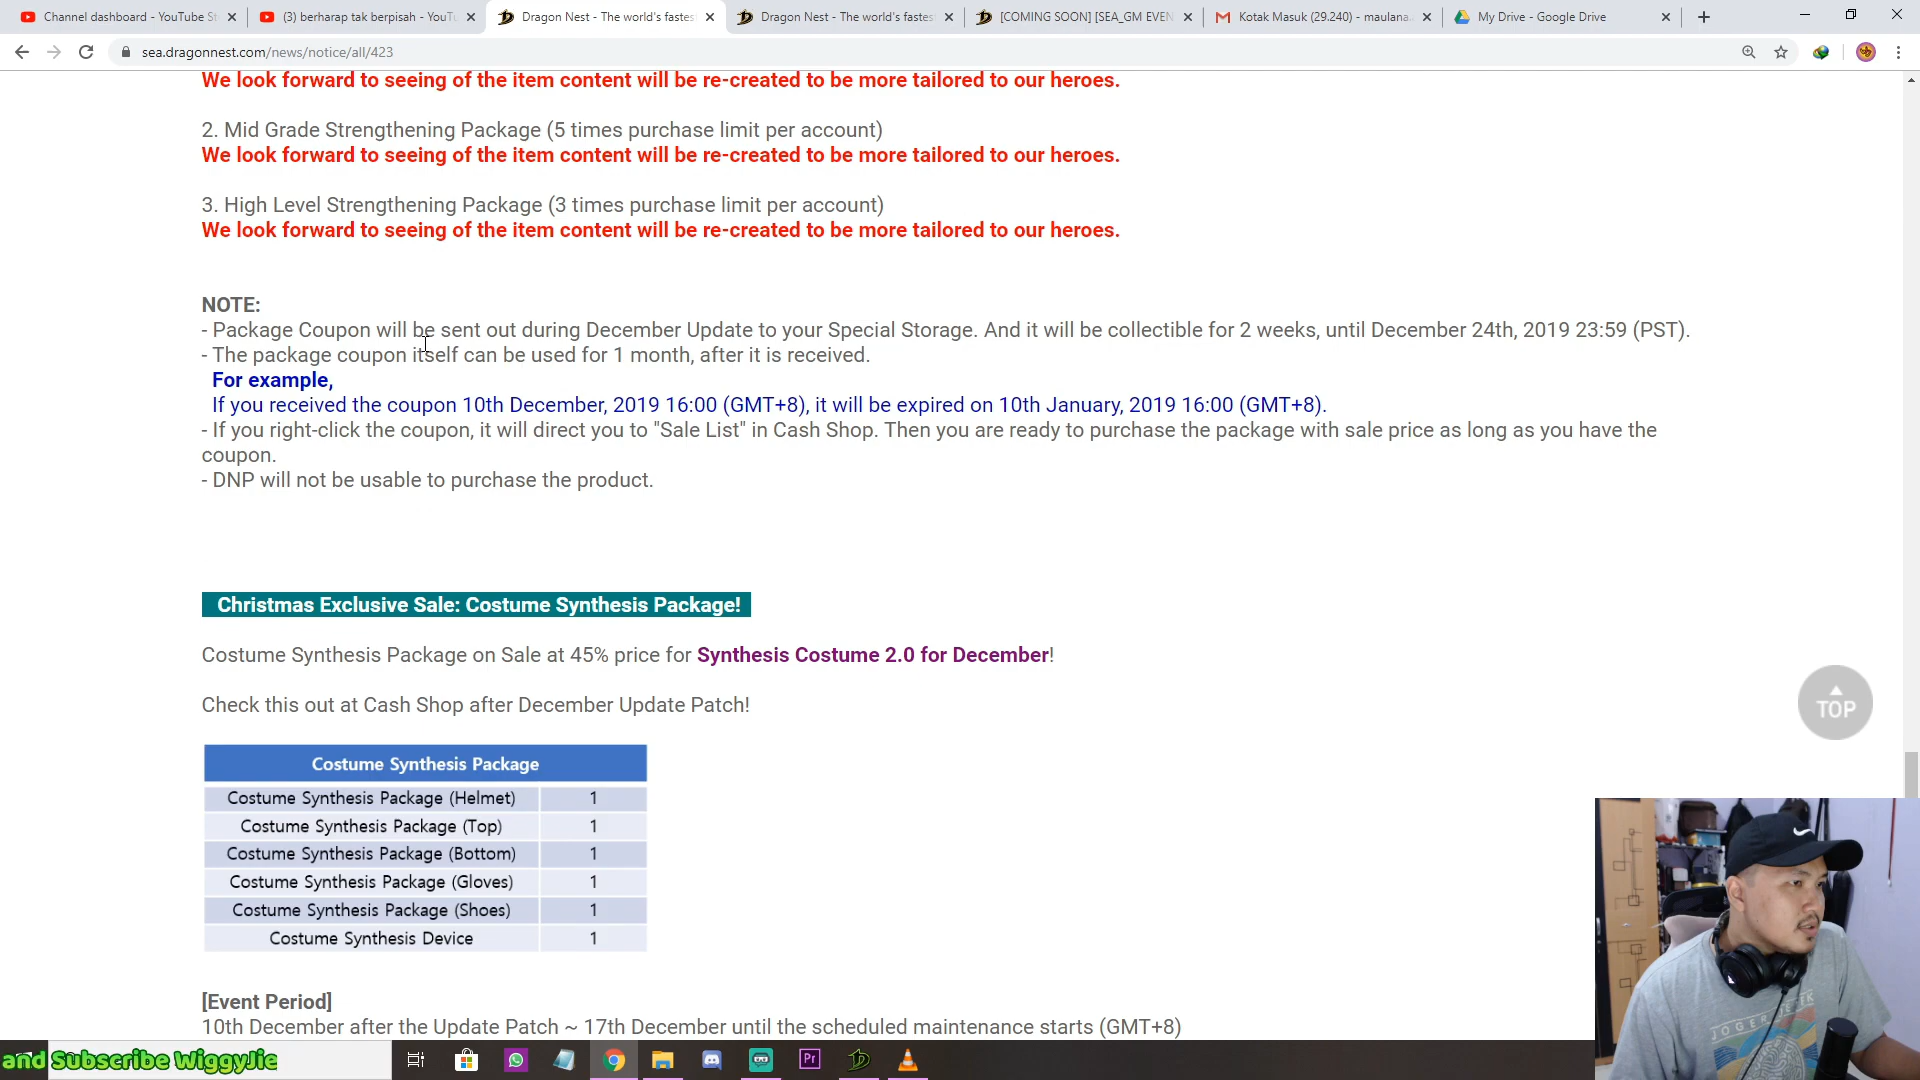 Channel dashboard - YouTube St
(3) berharap tak berpisah - YouTu
Dragon Nest - The world's fastes
Dragon Nest - The world's fastes
[COMING SOON] [SEA_GM EVEN
Kotak Masuk (29.240) - maulana
My Drive - Google Drive
sea.dragonnest.com/news/notice/all/423
We look forward to seeing of the item content will be re-created to be more tailored to our heroes.
2. Mid Grade Strengthening Package (5 times purchase limit per account)
We look forward to seeing of the item content will be re-created to be more tailored to our heroes.
3. High Level Strengthening Package (3 times purchase limit per account)
We look forward to seeing of the item content will be re-created to be more tailored to our heroes.
NOTE:
- Package Coupon will be sent out during December Update to your Special Storage. And it will be collectible for 2 weeks, until December 24th, 2019 23:59 (PST).
- The package coupon itself can be used for 1 month, after it is received.
For example,
If you received the coupon 10th December, 2019 16:00 (GMT+8), it will be expired on 10th January, 2019 16:00 (GMT+8).
- If you right-click the coupon, it will direct you to "Sale List" in Cash Shop. Then you are ready to purchase the package with sale price as long as you have the
coupon.
- DNP will not be usable to purchase the product.
Christmas Exclusive Sale: Costume Synthesis Package!
Costume Synthesis Package on Sale at 45% price for Synthesis Costume 2.0 for December!
TOP
Check this out at Cash Shop after December Update Patch!
Costume Synthesis Package
Costume Synthesis Package (Helmet) 1
Costume Synthesis Package (Top) 1
Costume Synthesis Package (Bottom) 1
Costume Synthesis Package (Gloves) 1
Costume Synthesis Package (Shoes) 1
Costume Synthesis Device 1
[Event Period]
10th December after the Update Patch ~ 17th December until the scheduled maintenance starts (GMT+8)
and Subscribe WiggyJie
Pr